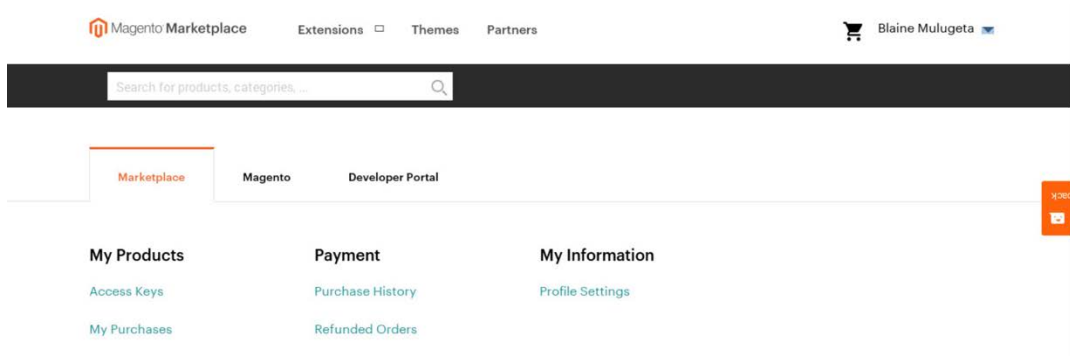 Magento Marketplace Extensions Themes Partners Blaine Mulugeta
Search for products, categories, ...
Marketplace Magento Developer Portal
My Products Payment My Information
Access Keys Purchase History Profile Settings
My Purchases Refunded Orders